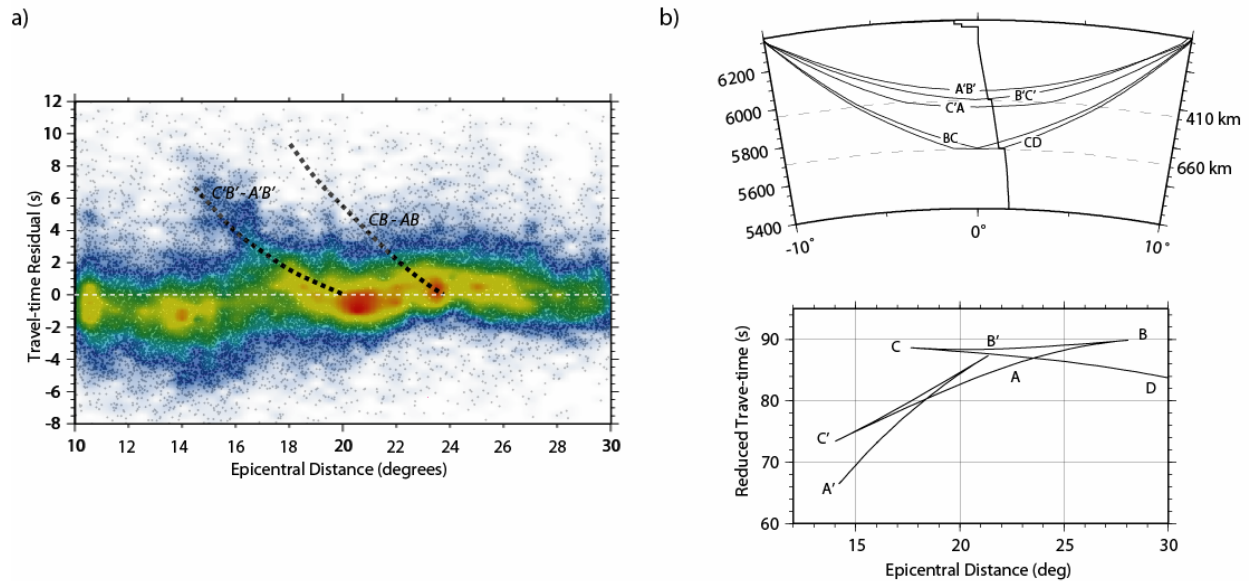 a)
Travel-time Residual (s)
12
10
8
6
4
2
0
-2
-4
-6
-8
C'B' - A'B'
CB - AB
10 12 14 16 18 20 22 24 26 28 30
Epicentral Distance (degrees)
b)
6200
6000
5800
5600
5400
A'B'
B'C'
C'A
BC
CD
410 km
660 km
-10°
0°
10°
Reduced Trave-time (s)
90
80
70
60
C
B'
B
A
D
C'
A'
15 20 25 30
Epicentral Distance (deg)